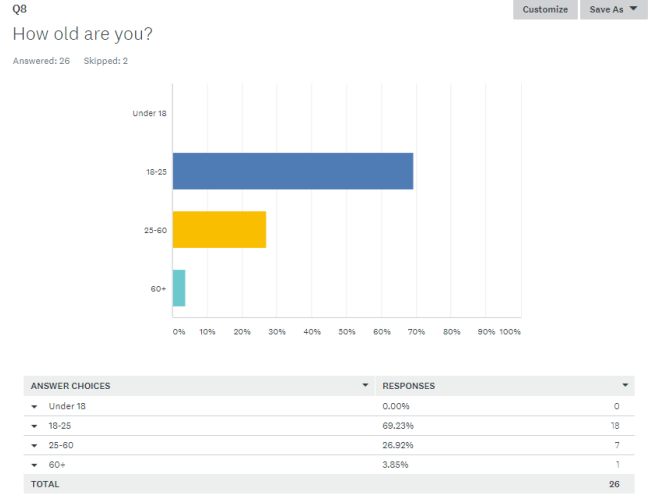 Q8
Customize
Save As
How old are you?
Answered: 26 Skipped: 2
Under 18
18-25
25-60
60+
0% 10% 20% 30% 40% 50% 60% 70% 80% 90% 100%
ANSWER CHOICES RESPONSES
Under 18 0.00% 0
18-25 69.23% 18
25-60 26.92% 7
60+ 3.85% 1
TOTAL 26